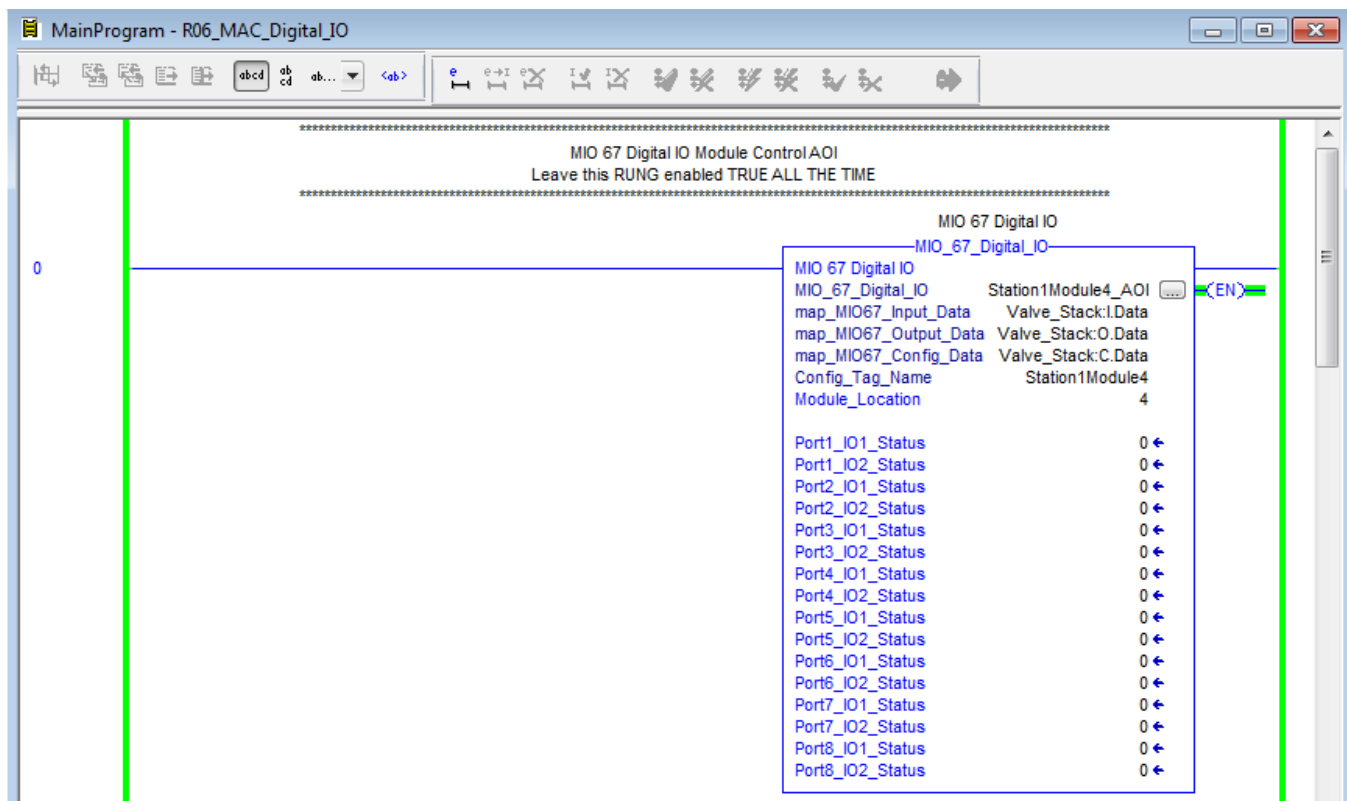 MainProgram - R06_MAC_Digital_IO
abcd ab cd ab... <ab> e e I e I I
********************************************************************************************************************************
MIO 67 Digital IO Module Control AOI
Leave this RUNG enabled TRUE ALL THE TIME
********************************************************************************************************************************
MIO 67 Digital IO
MIO_67_Digital_IO
0
MIO 67 Digital IO
MIO_67_Digital_IO Station1Module4_AOI ... (EN)
map_MIO67_Input_Data Valve_Stack:I.Data
map_MIO67_Output_Data Valve_Stack:O.Data
map_MIO67_Config_Data Valve_Stack:C.Data
Config_Tag_Name Station1Module4
Module_Location 4
Port1_IO1_Status 0
Port1_IO2_Status 0
Port2_IO1_Status 0
Port2_IO2_Status 0
Port3_IO1_Status 0
Port3_IO2_Status 0
Port4_IO1_Status 0
Port4_IO2_Status 0
Port5_IO1_Status 0
Port5_IO2_Status 0
Port6_IO1_Status 0
Port6_IO2_Status 0
Port7_IO1_Status 0
Port7_IO2_Status 0
Port8_IO1_Status 0
Port8_IO2_Status 0